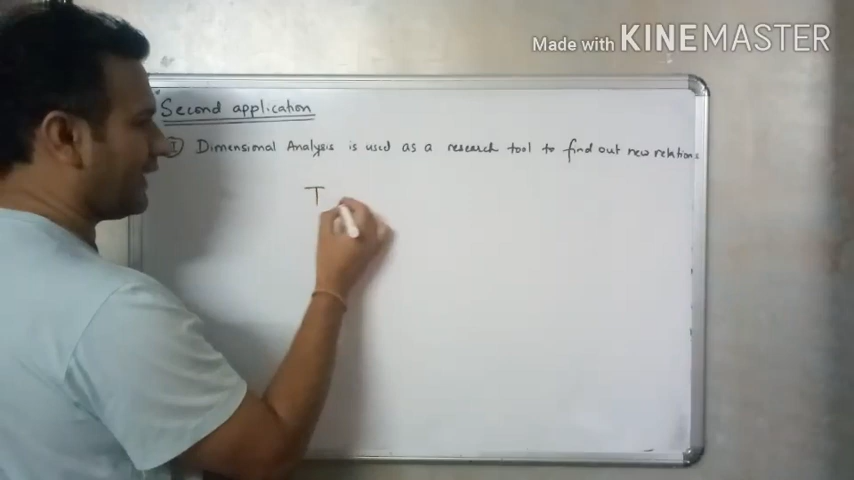 Made with KINEMASTER
Second application
I Dimensional Analysis is used as a research tool to find out new relations
T